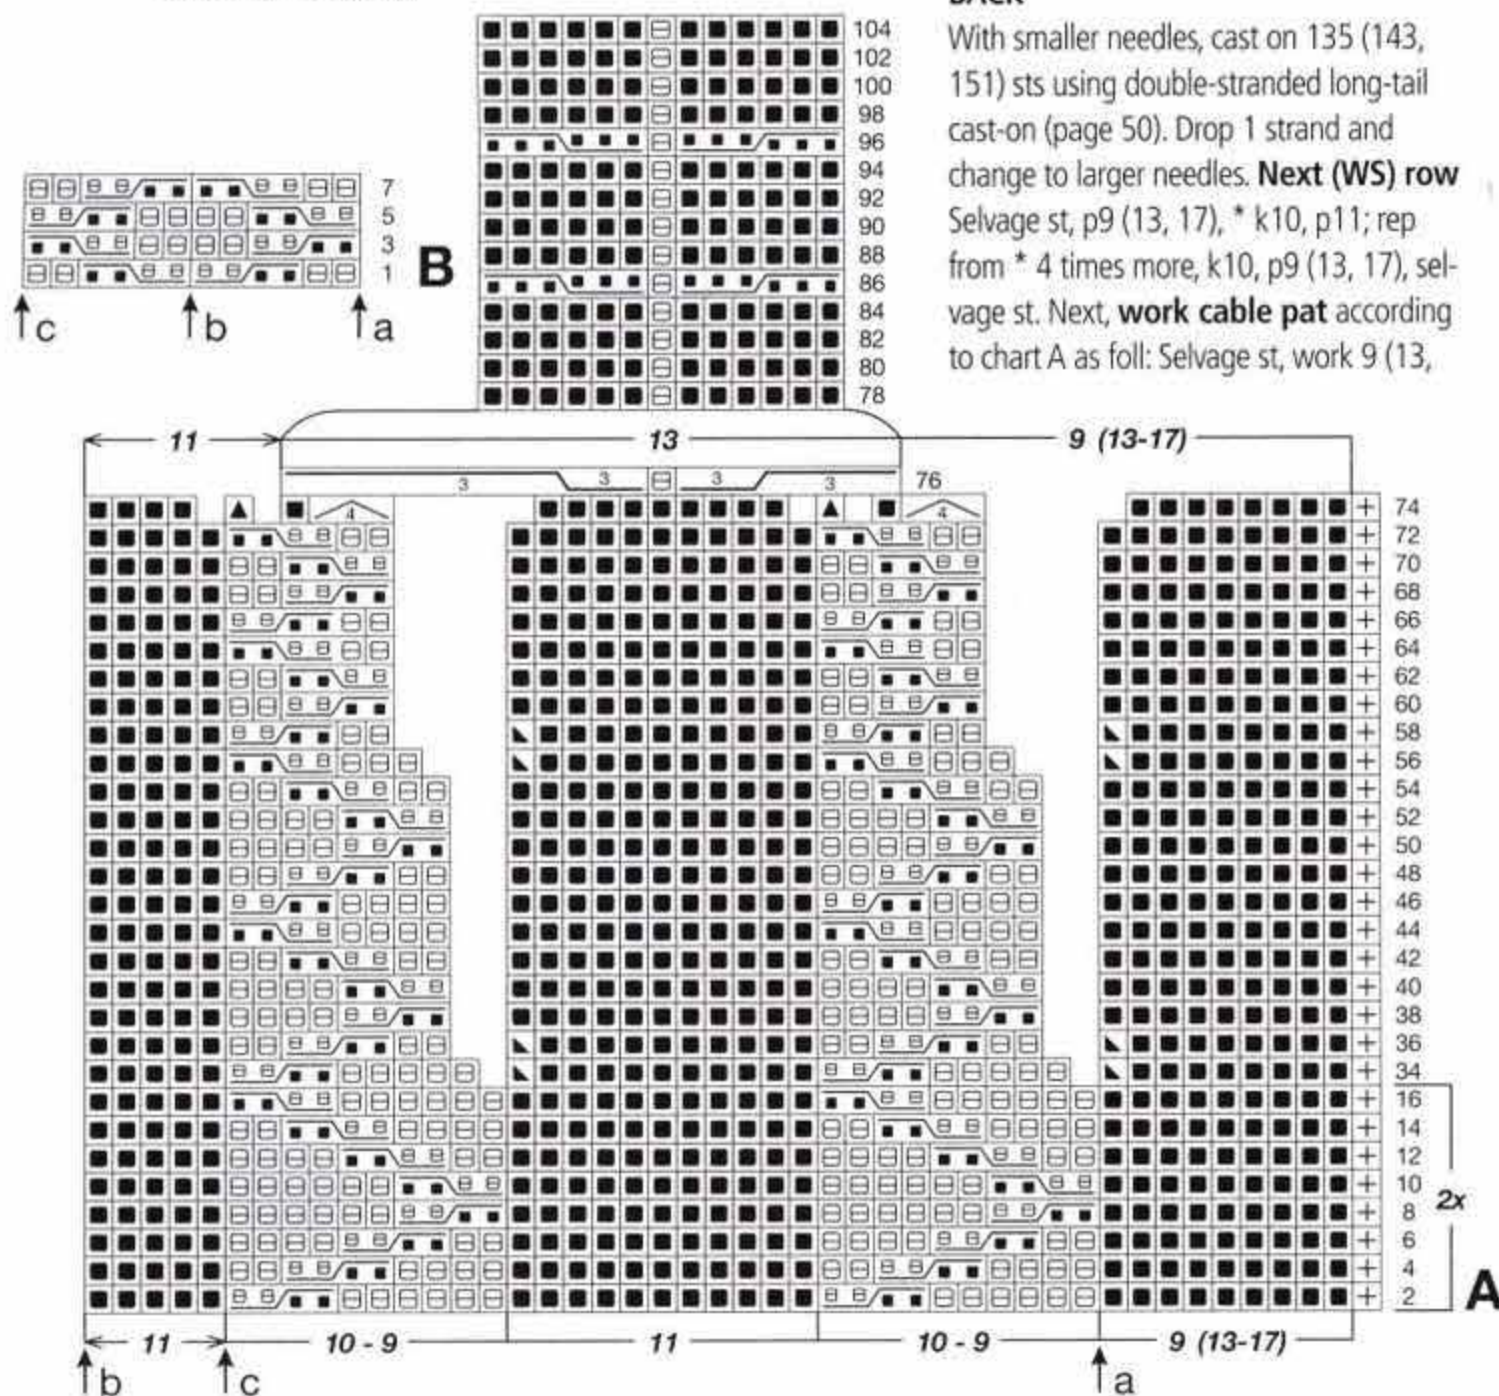 BACK
With smaller needles, cast on 135 (143,
151) sts using double-stranded long-tail
cast-on (page 50). Drop 1 strand and
change to larger needles. Next (WS) row
Selvage st, p9 (13, 17), * k10, p11; rep
from * 4 times more, k10, p9 (13, 17), sel-
vage st. Next, work cable pat according
to chart A as foll: Selvage st, work 9 (13,
104
102
100
98
96
94
92
90
88
86
84
82
80
78
7
5
3
1
B
c b a
11 13 9 (13-17)
3 3 3 3 76
4 4 74
72
70
68
66
64
62
60
58
56
54
52
50
48
46
44
42
40
38
36
34
16
14
12
10
8 2x
6
4
2 A
11 10 - 9 11 10 - 9 9 (13-17)
b c a